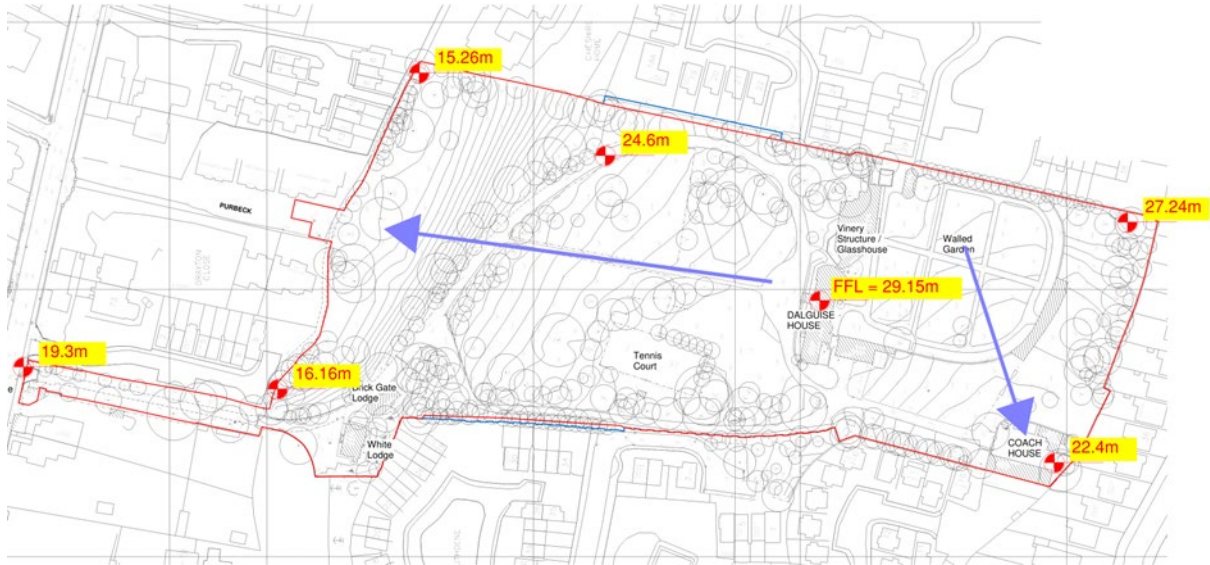 15.26m
24.6m
PURBECK
27.24m
Vinery
Structure /
Glasshouse
Walled
Garden
FFL = 29.15m
DALGUISE
HOUSE
19.3m
Tennis
Court
16.16m
Brick Gate
Lodge
White
Lodge
COACH
HOUSE
22.4m